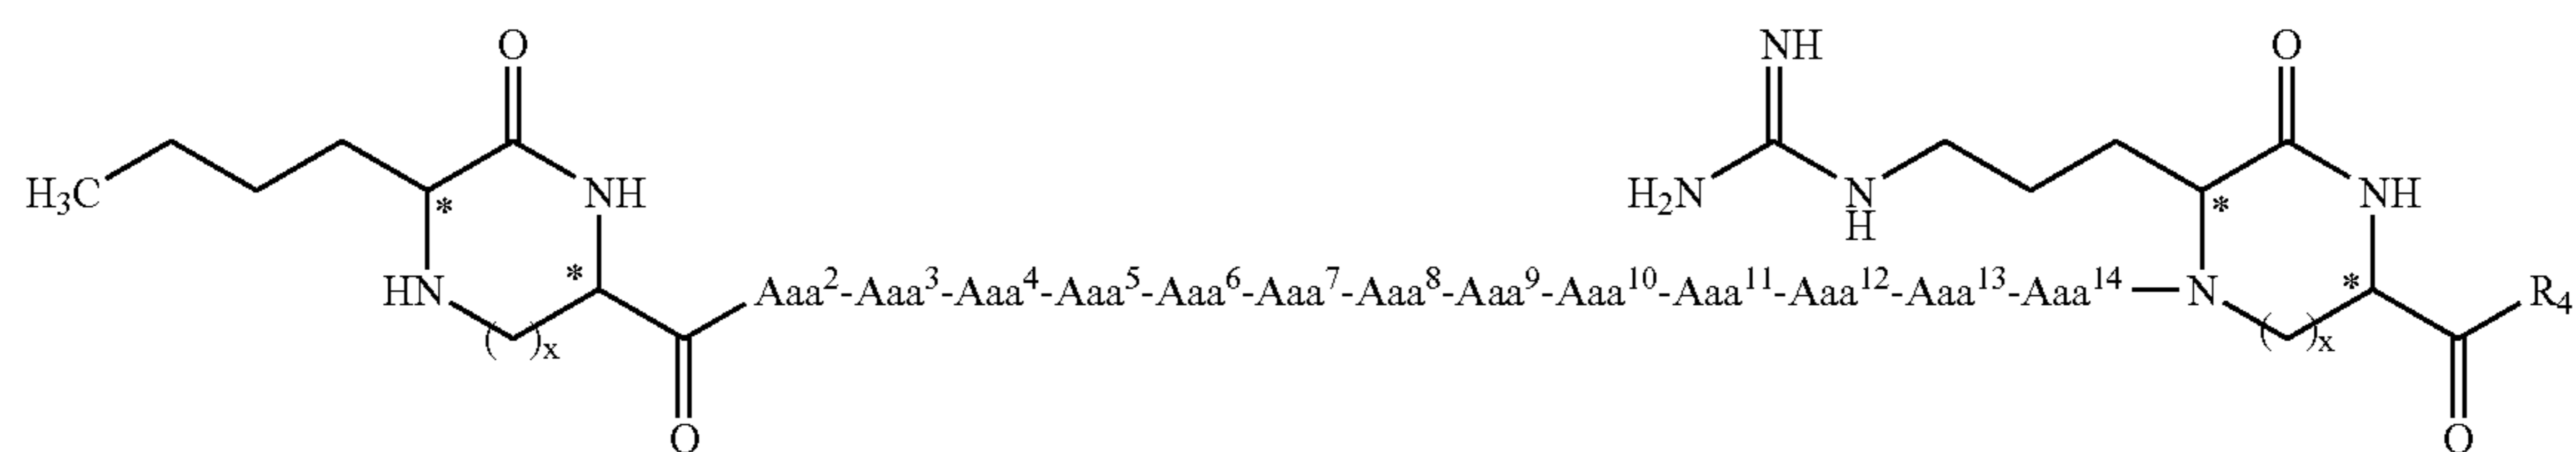 O NH O
H₃C * NH H₂N N H * NH
HN * Aaa²-Aaa³-Aaa⁴-Aaa⁵-Aaa⁶-Aaa⁷-Aaa⁸-Aaa⁹-Aaa¹⁰-Aaa¹¹-Aaa¹²-Aaa¹³-Aaa¹⁴—N * R₄
( )x ( )x
O O